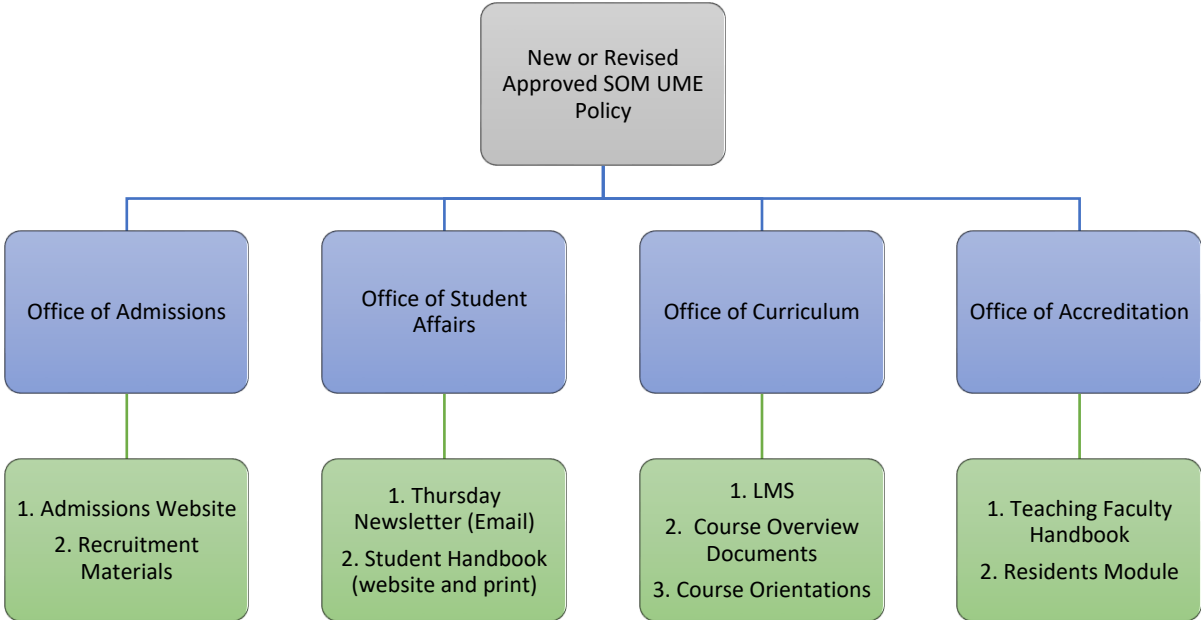 New or Revised
Approved SOM UME
Policy
Office of Admissions
Office of Student
Affairs
Office of Curriculum
Office of Accreditation
1. Admissions Website
2. Recruitment
Materials
1. Thursday
Newsletter (Email)
2. Student Handbook
(website and print)
1. LMS
2. Course Overview
Documents
3. Course Orientations
1. Teaching Faculty
Handbook
2. Residents Module